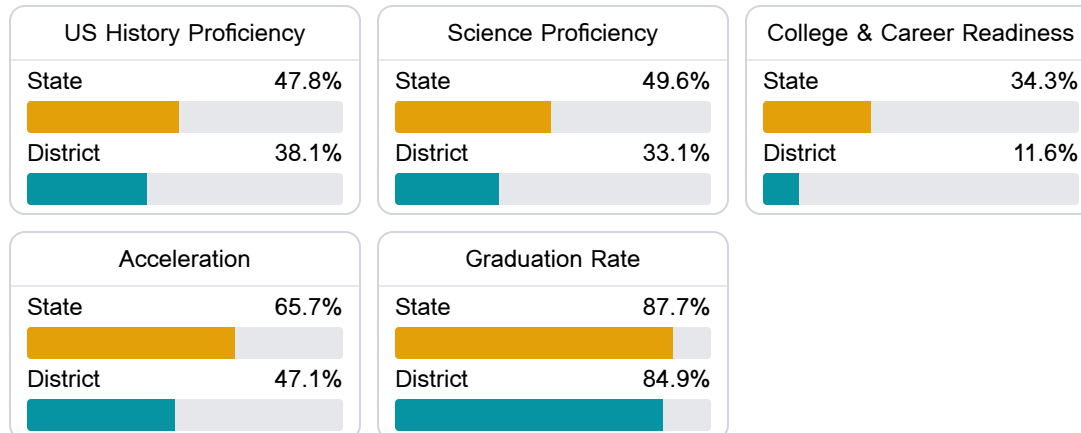 US History Proficiency
State 47.8%
District 38.1%
Science Proficiency
State 49.6%
District 33.1%
College & Career Readiness
State 34.3%
District 11.6%
Acceleration
State 65.7%
District 47.1%
Graduation Rate
State 87.7%
District 84.9%